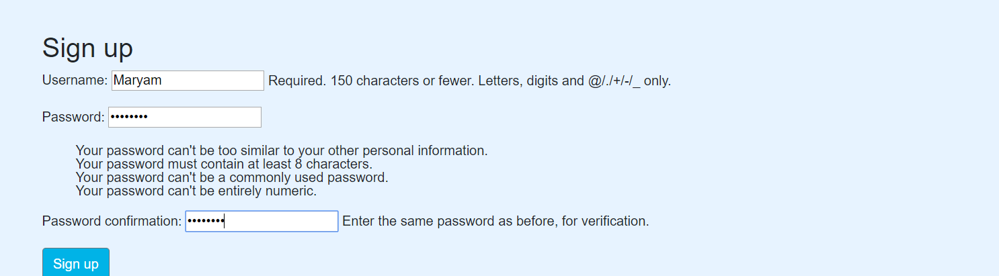 Sign up
Username: Maryam Required. 150 characters or fewer. Letters, digits and @/./+/-/_ only.
Password: ••••••••
Your password can't be too similar to your other personal information.
Your password must contain at least 8 characters.
Your password can't be a commonly used password.
Your password can't be entirely numeric.
Password confirmation: •••••••• Enter the same password as before, for verification.
Sign up